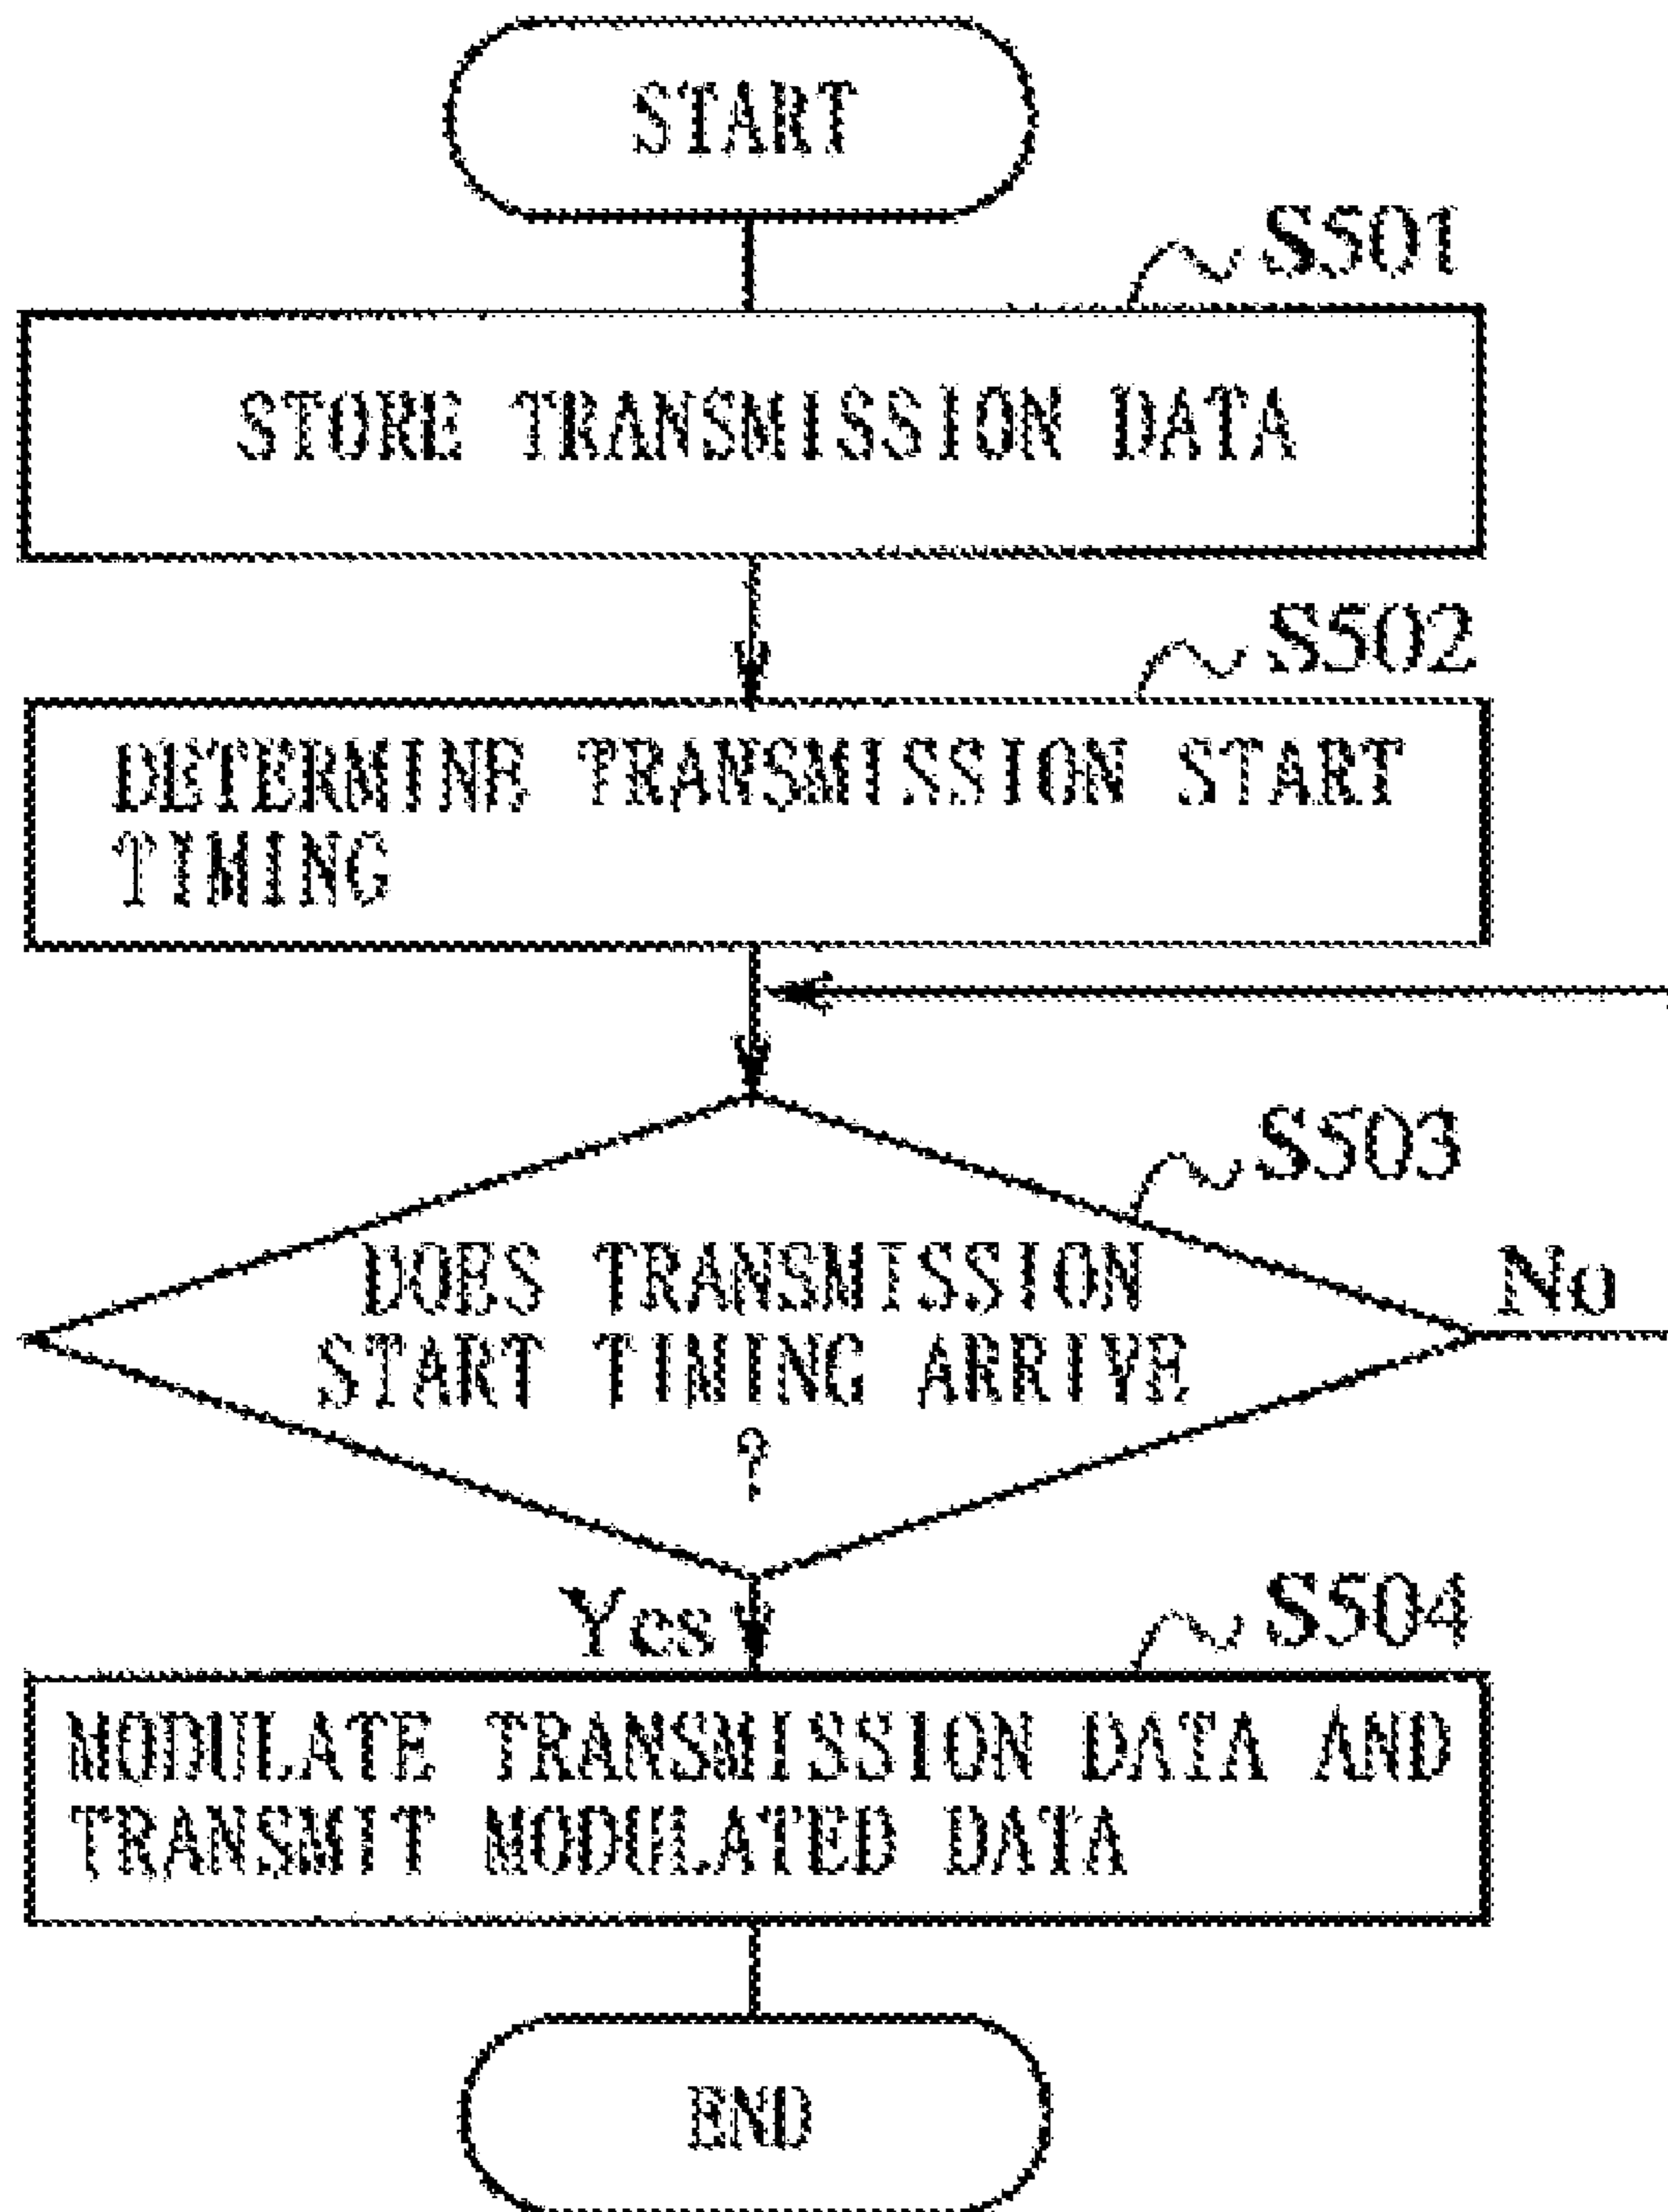 START
S501
STORE TRANSMISSION DATA
S502
DETERMINE TRANSMISSION START
TIMING
S503
DOES TRANSMISSION
START TIMING ARRIVE
?
No
Yes
S504
MODULATE TRANSMISSION DATA AND
TRANSMIT MODULATED DATA
END